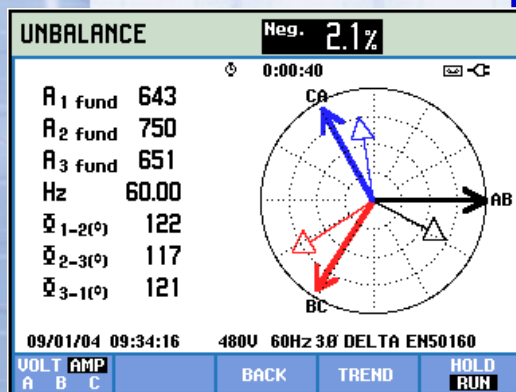 UNBALANCE Neg. 2.1%
0:00:40
A1 fund 643
A2 fund 750
A3 fund 651
Hz 60.00
Φ1-2(°) 122
Φ2-3(°) 117
Φ3-1(°) 121
CA
AB
BC
09/01/04 09:34:16 480V 60Hz 3Ø DELTA EN50160
VOLT AMP
A B C
BACK
TREND
HOLD
RUN